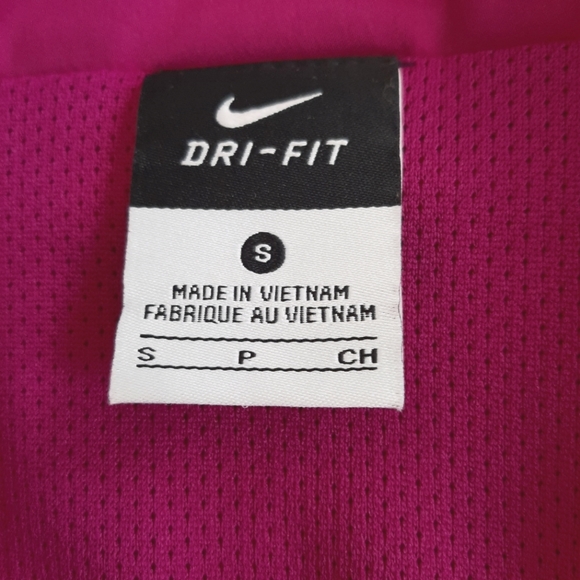 DRI-FIT
S
MADE IN VIETNAM
FABRIQUE AU VIETNAM
S P CH